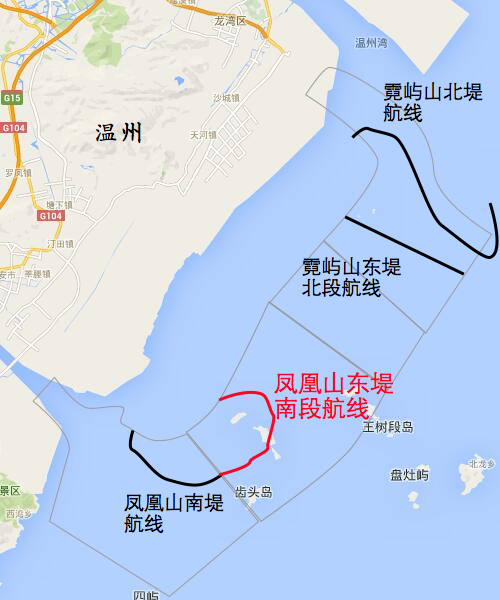 龙湾区
温州湾
沙城镇
霓屿山北堤
航线
G15
G104
温州
天河镇
罗凤镇
塘下镇
G104
汀田镇
安市
莘塍镇
霓屿山东堤
北段航线
凤凰山东堤
南段航线
王树段岛
北龙乡
盘灶屿
景区
齿头岛
凤凰山南堤
航线
西湾乡
四屿